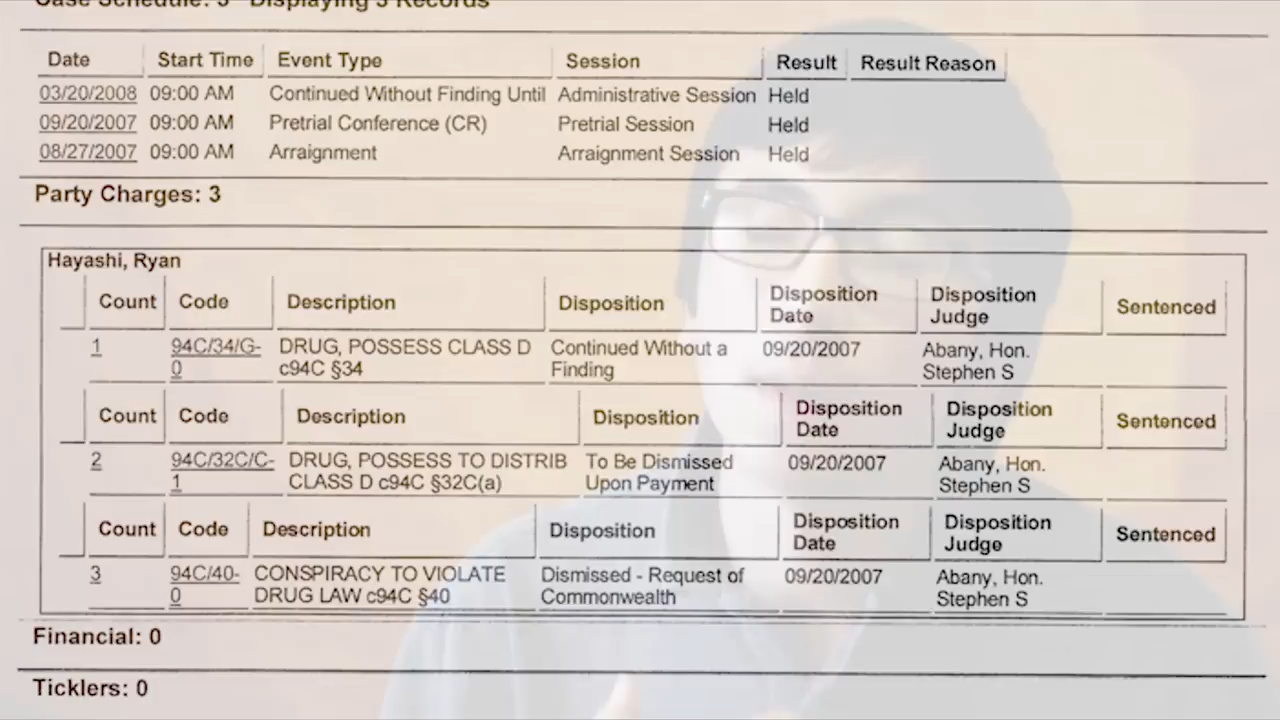 Case Schedule: 3 Displaying 3 Records
Date Start Time Event Type Session Result Result Reason
03/20/2008 09:00 AM Continued Without Finding Until Administrative Session Held
09/20/2007 09:00 AM Pretrial Conference (CR) Pretrial Session Held
08/27/2007 09:00 AM Arraignment Arraignment Session Held
Party Charges: 3
Hayashi, Ryan
Count Code Description Disposition Disposition Date Disposition Judge Sentenced
1 94C/34/G- DRUG, POSSESS CLASS D Continued Without a 09/20/2007 Abany, Hon.
0 c94C §34 Finding Stephen S
Count Code Description Disposition Disposition Date Disposition Judge Sentenced
2 94C/32C/C- DRUG, POSSESS TO DISTRIB To Be Dismissed 09/20/2007 Abany, Hon.
1 CLASS D c94C §32C(a) Upon Payment Stephen S
Count Code Description Disposition Disposition Date Disposition Judge Sentenced
3 94C/40- CONSPIRACY TO VIOLATE Dismissed - Request of 09/20/2007 Abany, Hon.
0 DRUG LAW c94C §40 Commonwealth Stephen S
Financial: 0
Ticklers: 0